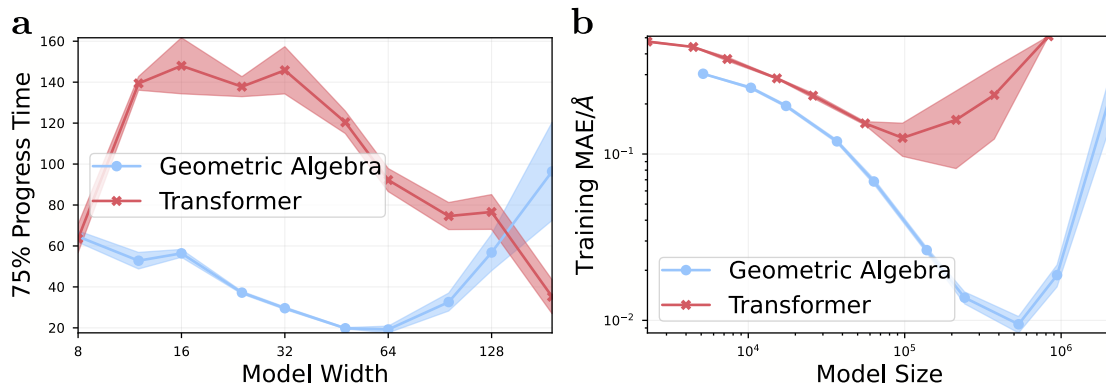 a
160
140
120
100
80
60
40
20
75% Progress Time
Geometric Algebra
Transformer
8
16
32
64
128
Model Width
b
10⁻¹
10⁻²
Training MAE/Å
Geometric Algebra
Transformer
10⁴
10⁵
10⁶
Model Size